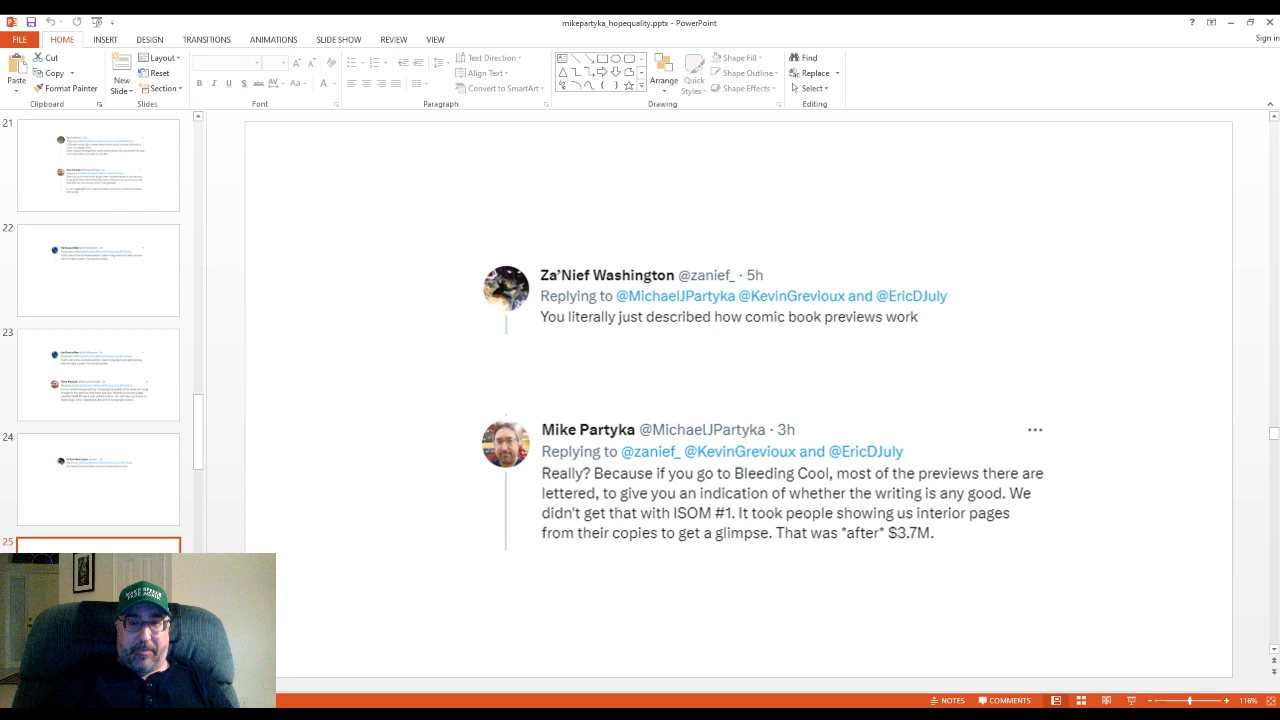 mikepartyka_hopequality.pptx - PowerPoint
Sign in
FILE HOME INSERT DESIGN TRANSITIONS ANIMATIONS SLIDE SHOW REVIEW VIEW
Paste
Cut
Copy
Format Painter
Clipboard
New
Slide
Layout
Reset
Section
Slides
B I U S abc AV Aa A
Font
Text Direction
Align Text
Convert to SmartArt
Paragraph
Arrange
Quick
Styles
Shape Fill
Shape Outline
Shape Effects
Drawing
Find
Replace
Select
Editing
21
22
23
24
25
Za'Nief Washington @zanief_ · 5h
Replying to @MichaelJPartyka @KevinGrevioux and @EricDJuly
You literally just described how comic book previews work
Mike Partyka @MichaelJPartyka · 3h
Replying to @zanief_ @KevinGrevioux and @EricDJuly
Really? Because if you go to Bleeding Cool, most of the previews there are
lettered, to give you an indication of whether the writing is any good. We
didn't get that with ISOM #1. It took people showing us interior pages
from their copies to get a glimpse. That was *after* $3.7M.
MAKE SPEECH
FREE AGAIN
NOTES COMMENTS 116%